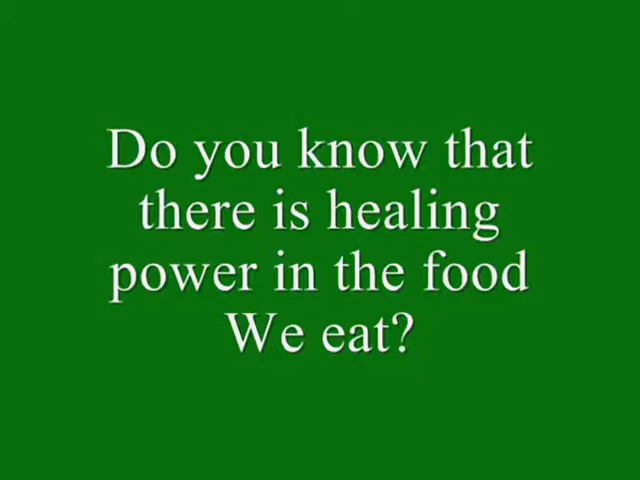 Do you know that
there is healing
power in the food
We eat?